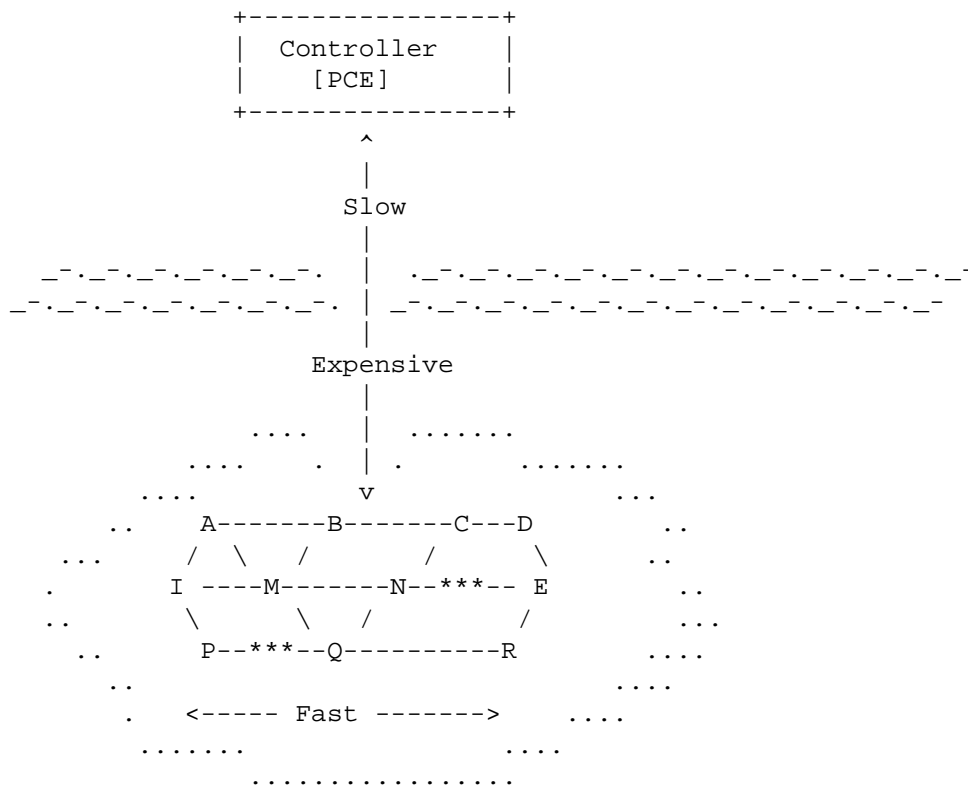 Controller
[PCE]
Slow
Expensive
A-------B-------C---D
I ----M-------N--***-- E
P--***--Q----------R
<----- Fast ------->